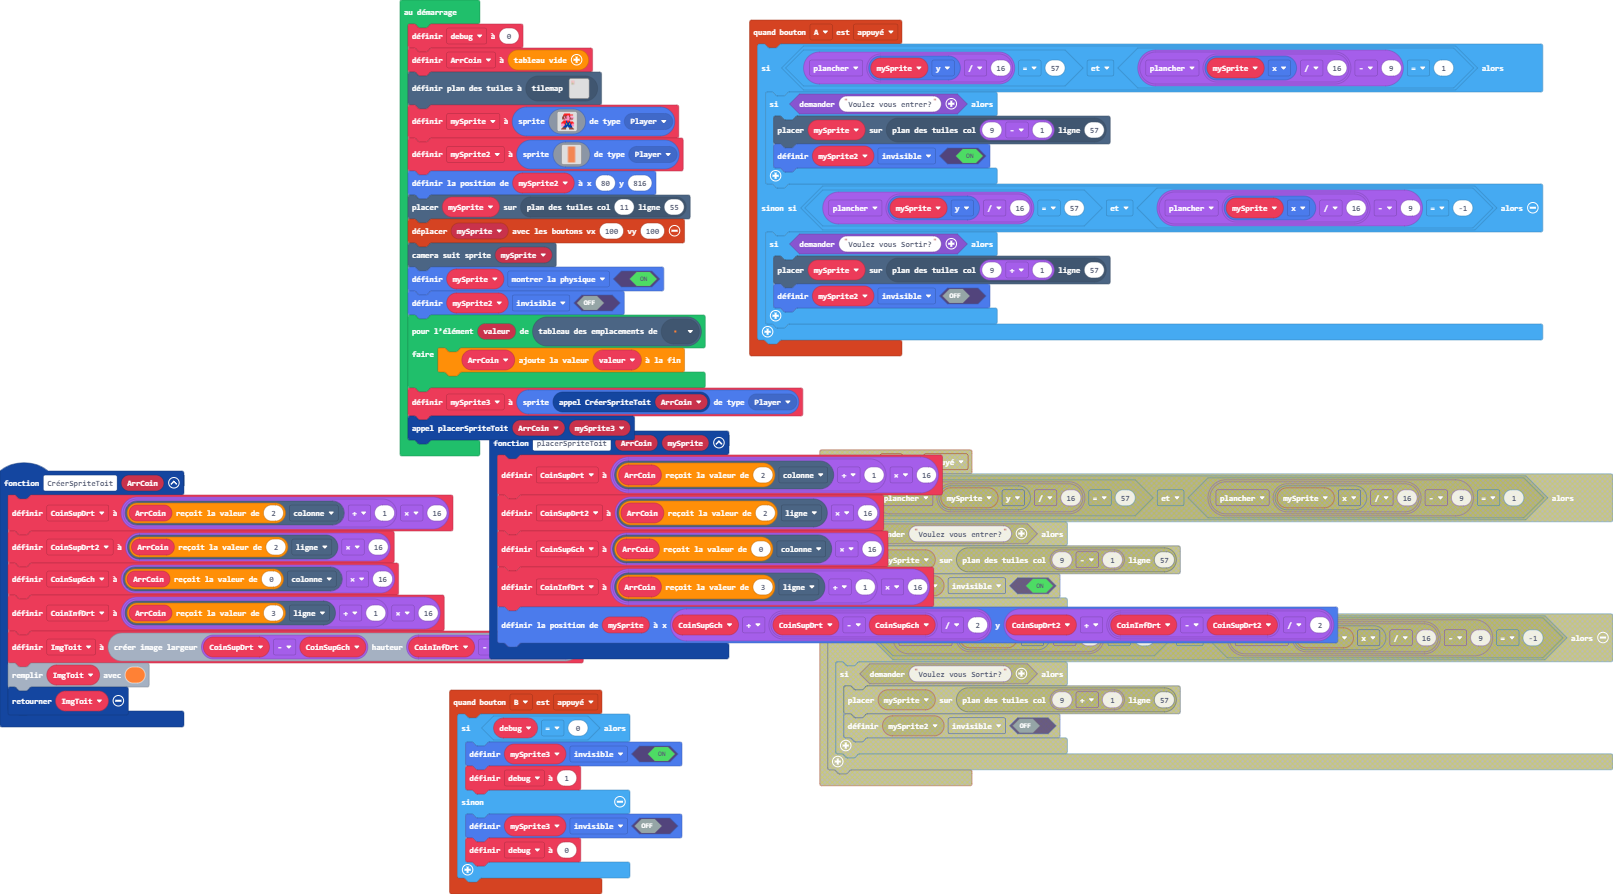 au démarrage
définir debug à 0
définir ArrCoin à tableau vide
définir plan des tuiles à tilemap
définir mySprite à sprite de type Player
définir mySprite2 à sprite de type Player
définir la position de mySprite2 à x 80 y 816
placer mySprite sur plan des tuiles col 11 ligne 55
déplacer mySprite avec les boutons vx 100 vy 100
camera suit sprite mySprite
définir mySprite montrer la physique ON
définir mySprite2 invisible OFF
pour l'élément valeur de tableau des emplacements de
faire ArrCoin ajoute la valeur valeur à la fin
définir mySprite3 à sprite appel CréerSpriteToit ArrCoin de type Player
appel placerSpriteToit ArrCoin mySprite3
quand bouton A est appuyé
si plancher mySprite y / 16 = 57 et plancher mySprite x / 16 - 9 = 1 alors
si demander "Voulez vous entrer?" alors
placer mySprite sur plan des tuiles col 9 - 1 ligne 57
définir mySprite2 invisible ON
sinon si plancher mySprite y / 16 = 57 et plancher mySprite x / 16 - 9 = -1 alors
si demander "Voulez vous Sortir?" alors
placer mySprite sur plan des tuiles col 9 + 1 ligne 57
définir mySprite2 invisible OFF
fonction CréerSpriteToit ArrCoin
définir CoinSupDrt à ArrCoin reçoit la valeur de 2 colonne + 1 × 16
définir CoinSupDrt2 à ArrCoin reçoit la valeur de 2 ligne × 16
définir CoinSupGch à ArrCoin reçoit la valeur de 0 colonne × 16
définir CoinInfDrt à ArrCoin reçoit la valeur de 3 ligne + 1 × 16
définir ImgToit à créer image largeur CoinSupDrt - CoinSupGch hauteur CoinInfDrt -
remplir ImgToit avec
retourner ImgToit
fonction placerSpriteToit ArrCoin mySprite
définir CoinSupDrt à ArrCoin reçoit la valeur de 2 colonne + 1 × 16
définir CoinSupDrt2 à ArrCoin reçoit la valeur de 2 ligne × 16
définir CoinSupGch à ArrCoin reçoit la valeur de 0 colonne × 16
définir CoinInfDrt à ArrCoin reçoit la valeur de 3 ligne + 1 × 16
définir la position de mySprite à x CoinSupGch + CoinSupDrt - CoinSupGch / 2 y CoinSupDrt2 + CoinInfDrt - CoinSupDrt2 / 2
yé
plancher mySprite y / 16 = 57 et plancher mySprite x / 16 - 9 = 1 alors
nder "Voulez vous entrer?" alors
ySprite sur plan des tuiles col 9 - 1 ligne 57
invisible ON
x / 16 - 9 = -1 alors
si demander "Voulez vous Sortir?" alors
placer mySprite sur plan des tuiles col 9 + 1 ligne 57
définir mySprite2 invisible OFF
quand bouton B est appuyé
si debug = 0 alors
définir mySprite3 invisible ON
définir debug à 1
sinon
définir mySprite3 invisible OFF
définir debug à 0